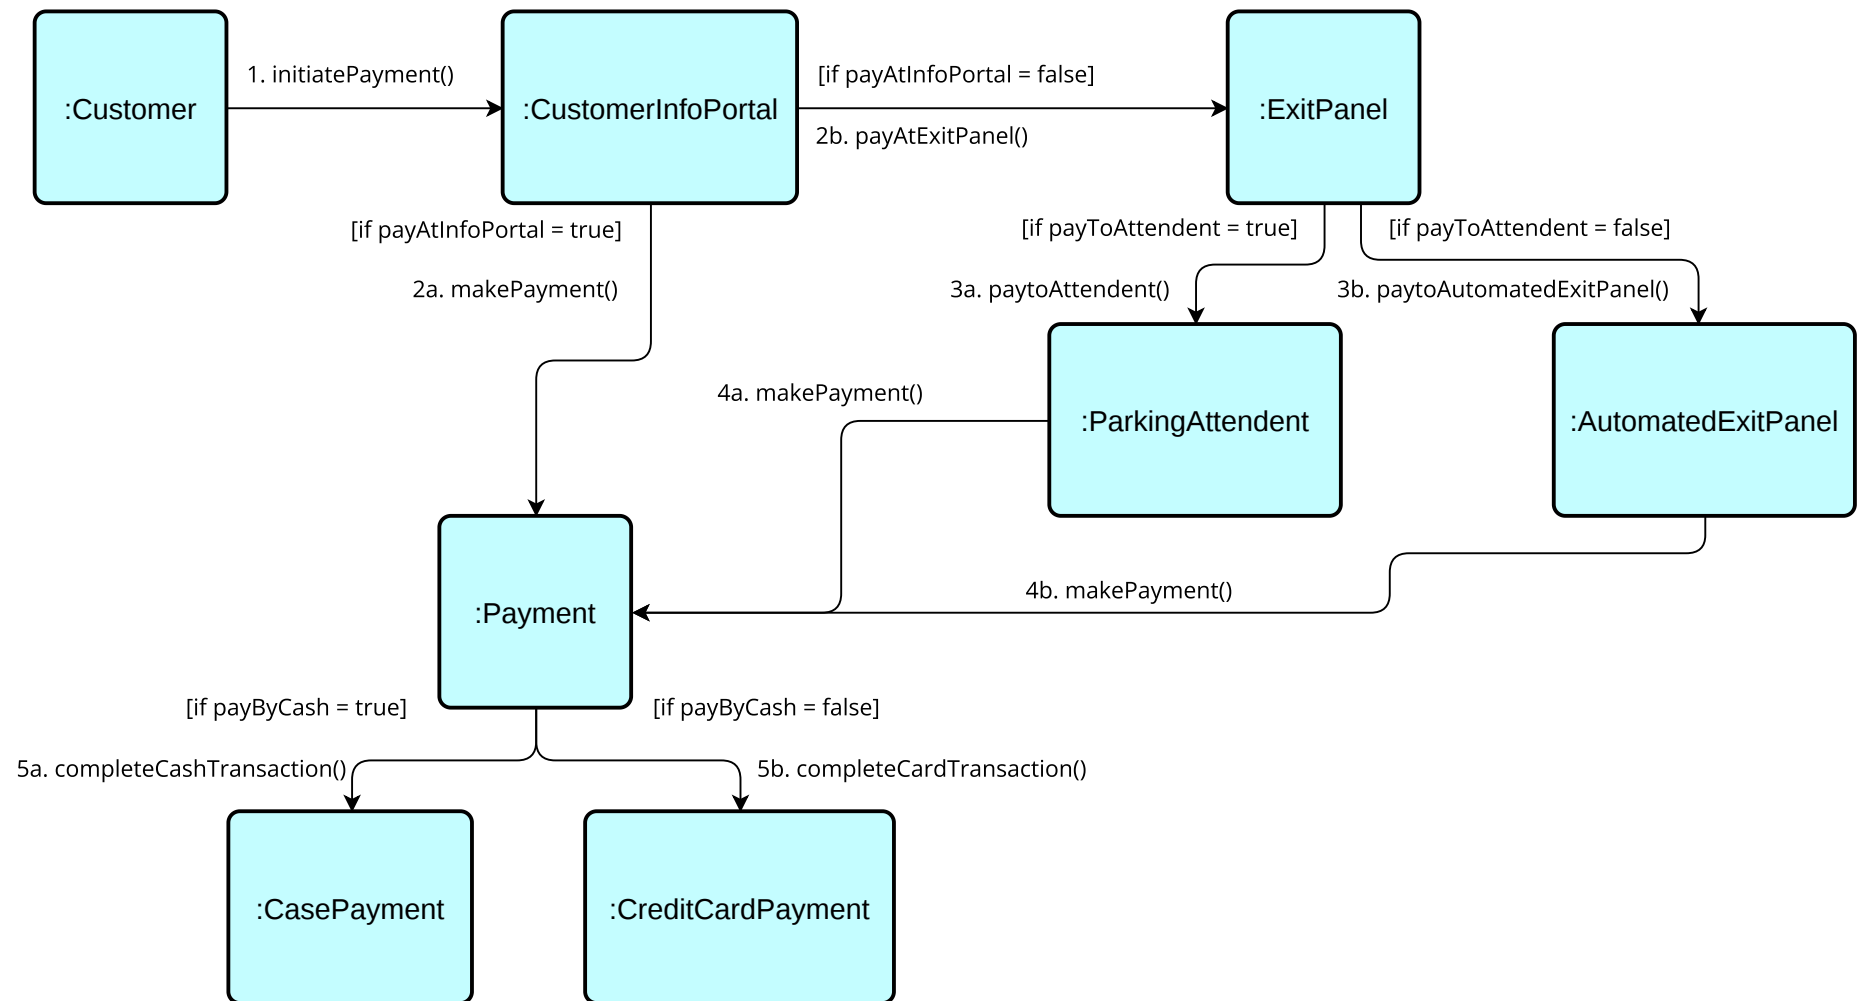 :Customer
1. initiatePayment()
:CustomerInfoPortal
[if payAtInfoPortal = false]
2b. payAtExitPanel()
:ExitPanel
[if payAtInfoPortal = true]
2a. makePayment()
[if payToAttendent = true]
3a. paytoAttendent()
[if payToAttendent = false]
3b. paytoAutomatedExitPanel()
4a. makePayment()
:ParkingAttendent
:AutomatedExitPanel
:Payment
4b. makePayment()
[if payByCash = true]
[if payByCash = false]
5a. completeCashTransaction()
5b. completeCardTransaction()
:CasePayment
:CreditCardPayment